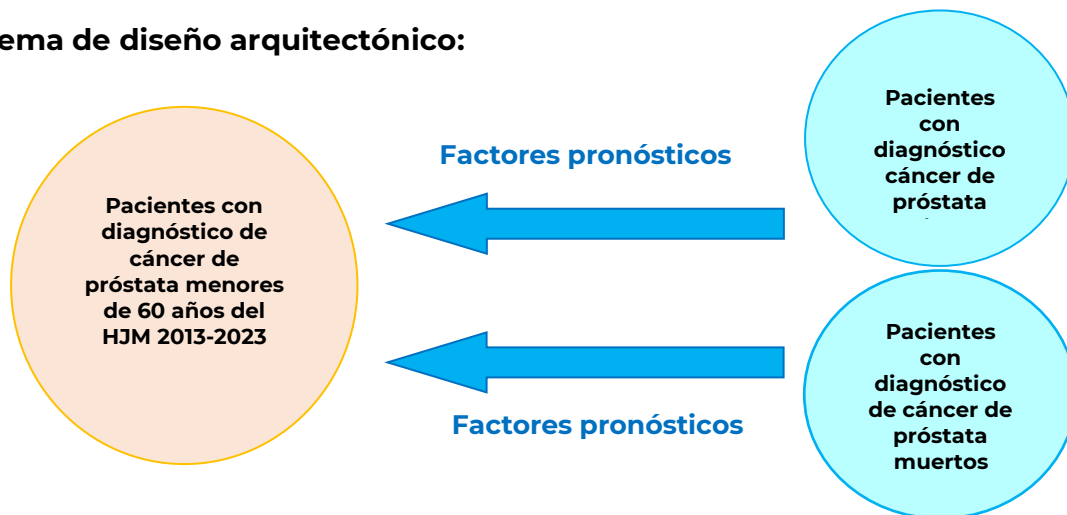 ema de diseño arquitectónico:
Pacientes con
diagnóstico de
cáncer de
próstata menores
de 60 años del
HJM 2013-2023
Factores pronósticos
Factores pronósticos
Pacientes
con
diagnóstico
cáncer de
próstata
Pacientes
con
diagnóstico
de cáncer de
próstata
muertos